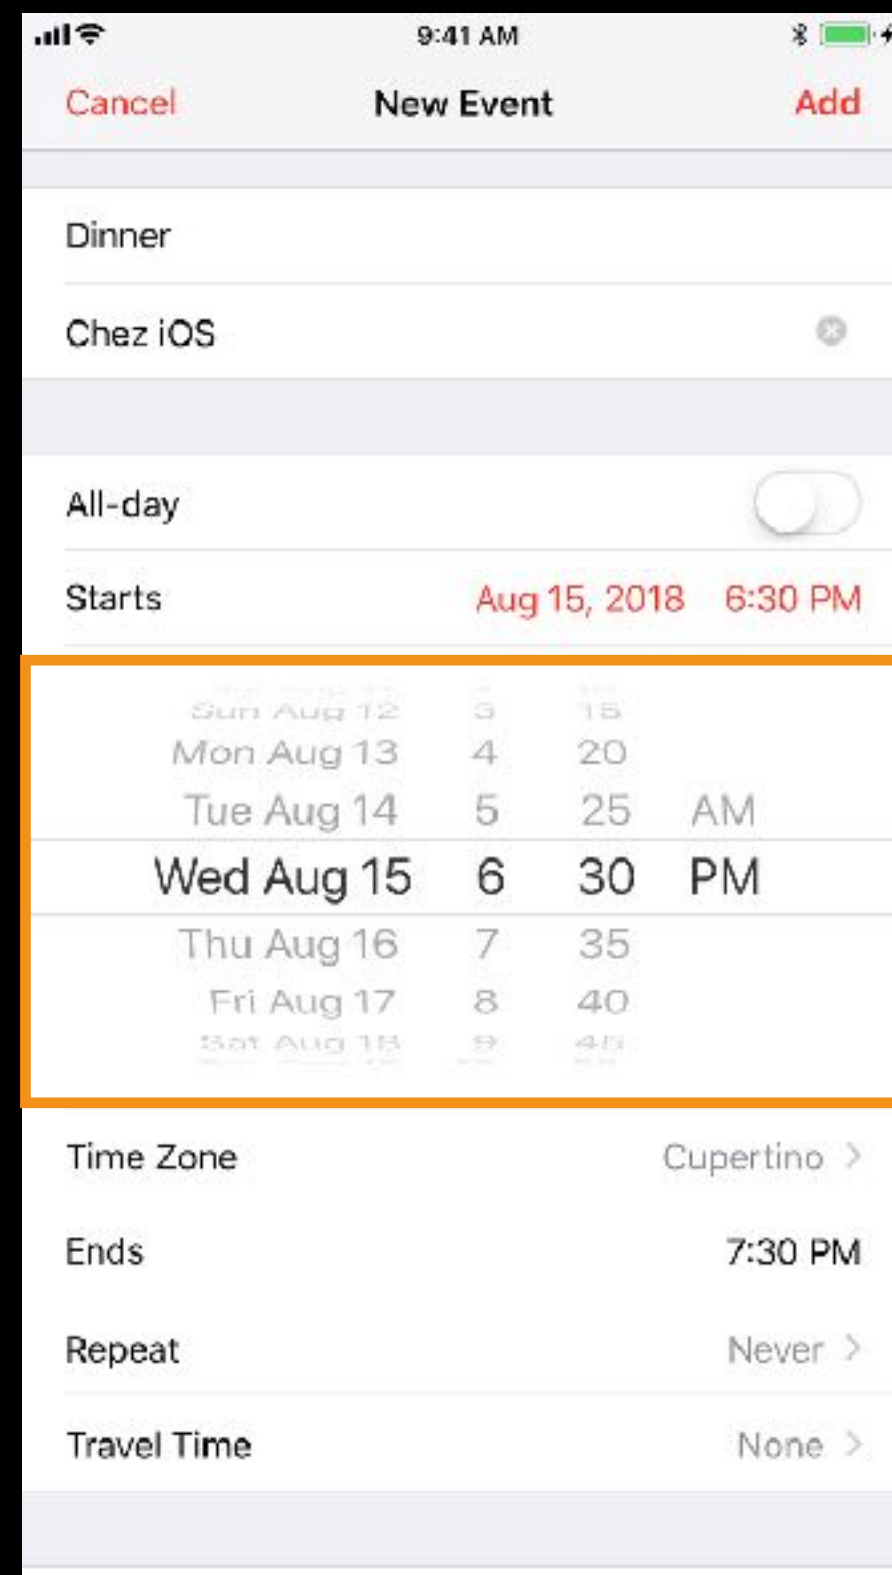 9:41 AM
Cancel New Event Add
Dinner
Chez iOS
All-day
Starts Aug 15, 2018 6:30 PM
Sun Aug 12 3 15
Mon Aug 13 4 20
Tue Aug 14 5 25 AM
Wed Aug 15 6 30 PM
Thu Aug 16 7 35
Fri Aug 17 8 40
Sat Aug 18 9 45
Time Zone Cupertino
Ends 7:30 PM
Repeat Never
Travel Time None